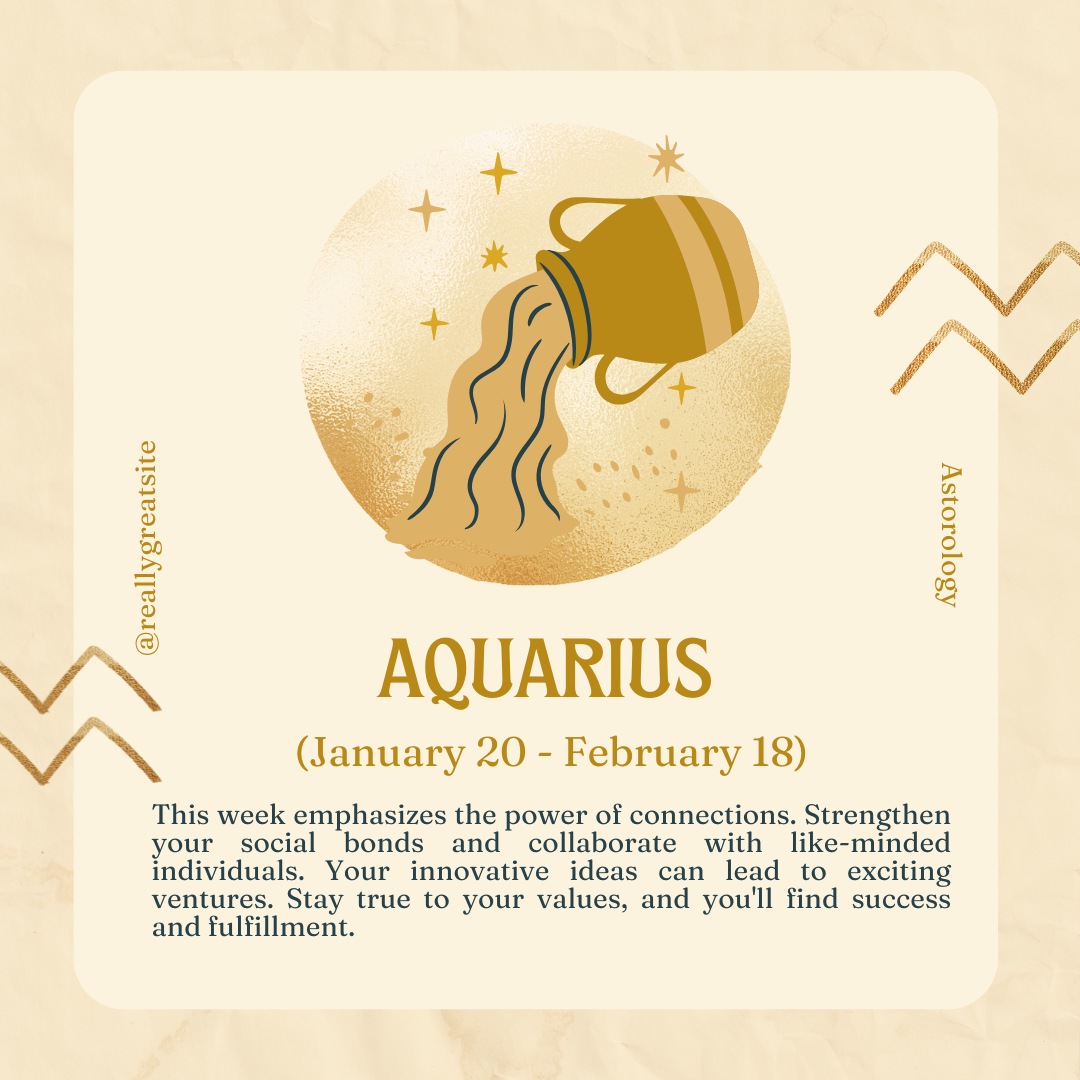 @reallygreatsite
Astorology
AQUARIUS
(January 20 - February 18)
This week emphasizes the power of connections. Strengthen
your social bonds and collaborate with like-minded
individuals. Your innovative ideas can lead to exciting
ventures. Stay true to your values, and you'll find success
and fulfillment.